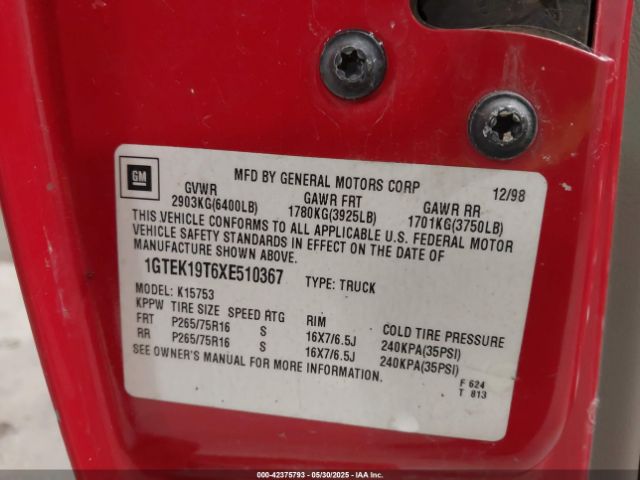 GM
MFD BY GENERAL MOTORS CORP 12/98
GVWR GAWR FRT GAWR RR
2903KG(6400LB) 1780KG(3925LB) 1701KG(3750LB)
THIS VEHICLE CONFORMS TO ALL APPLICABLE U.S. FEDERAL MOTOR
VEHICLE SAFETY STANDARDS IN EFFECT ON THE DATE OF
MANUFACTURE SHOWN ABOVE.
1GTEK19T6XE510367 TYPE: TRUCK
MODEL: K15753
KPPW TIRE SIZE SPEED RTG RIM COLD TIRE PRESSURE
FRT P265/75R16 S 16X7/6.5J 240KPA(35PSI)
RR P265/75R16 S 16X7/6.5J 240KPA(35PSI)
SEE OWNER'S MANUAL FOR MORE INFORMATION.
F 624
T 813
000-42375793 - 05/30/2025 - IAA Inc.